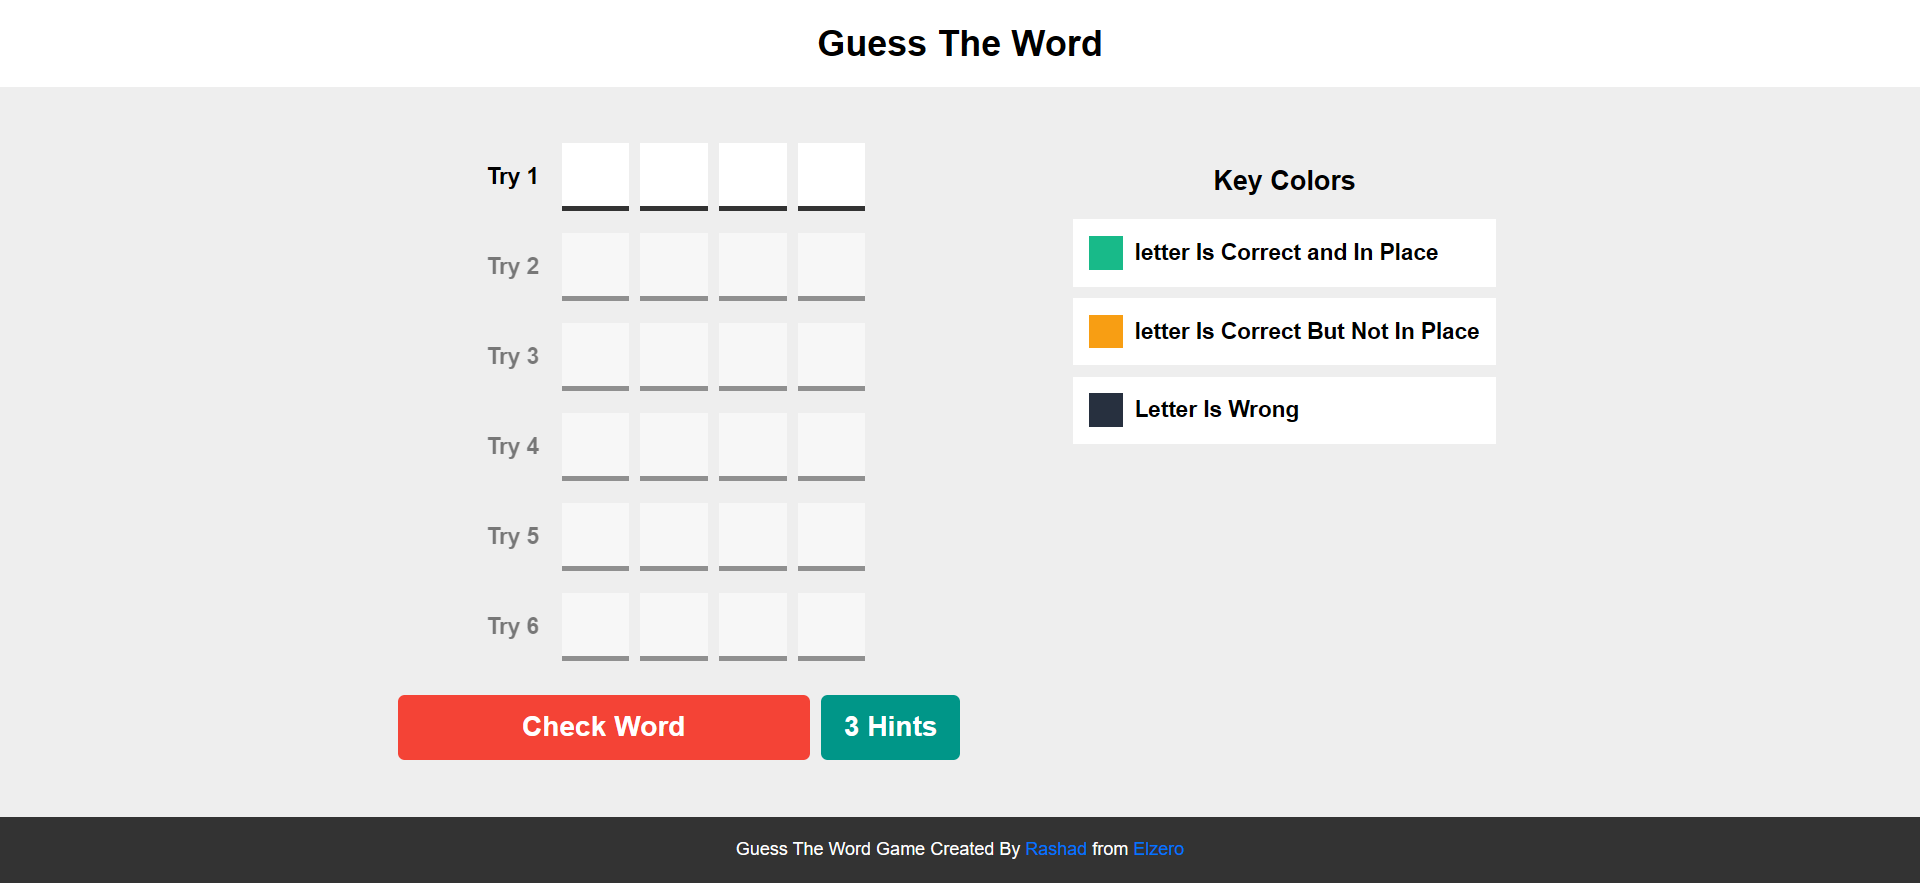 Guess The Word
Try 1
Try 2
Try 3
Try 4
Try 5
Try 6
Check Word
3 Hints
Key Colors
letter Is Correct and In Place
letter Is Correct But Not In Place
Letter Is Wrong
Guess The Word Game Created By Rashad from Elzero